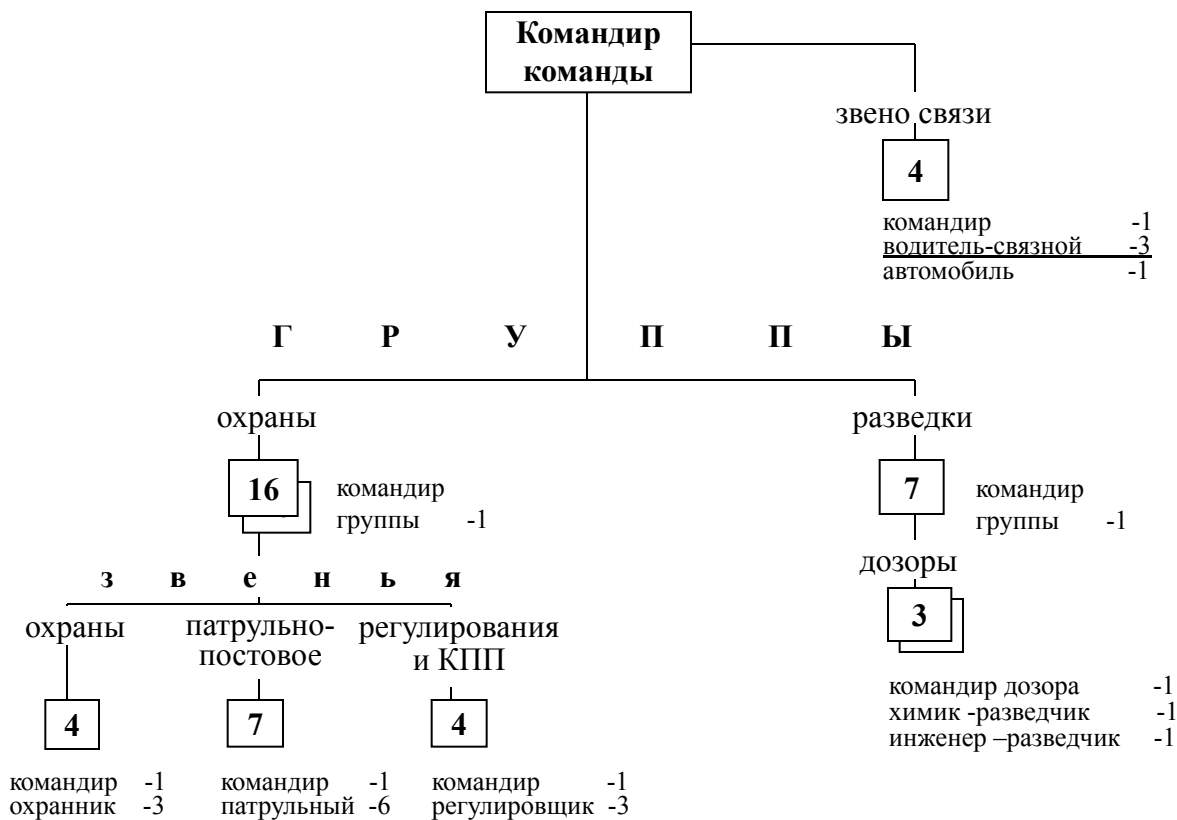 Командир
команды
звено связи
4
командир -1
водитель-связной -3
автомобиль -1
Г Р У П П Ы
охраны
разведки
16
командир
группы -1
7
командир
группы -1
дозоры
3
командир дозора -1
химик -разведчик -1
инженер –разведчик -1
з в е н ь я
охраны
патрульно-
постовое
регулирования
и КПП
4
7
4
командир -1
охранник -3
командир -1
патрульный -6
командир -1
регулировщик -3